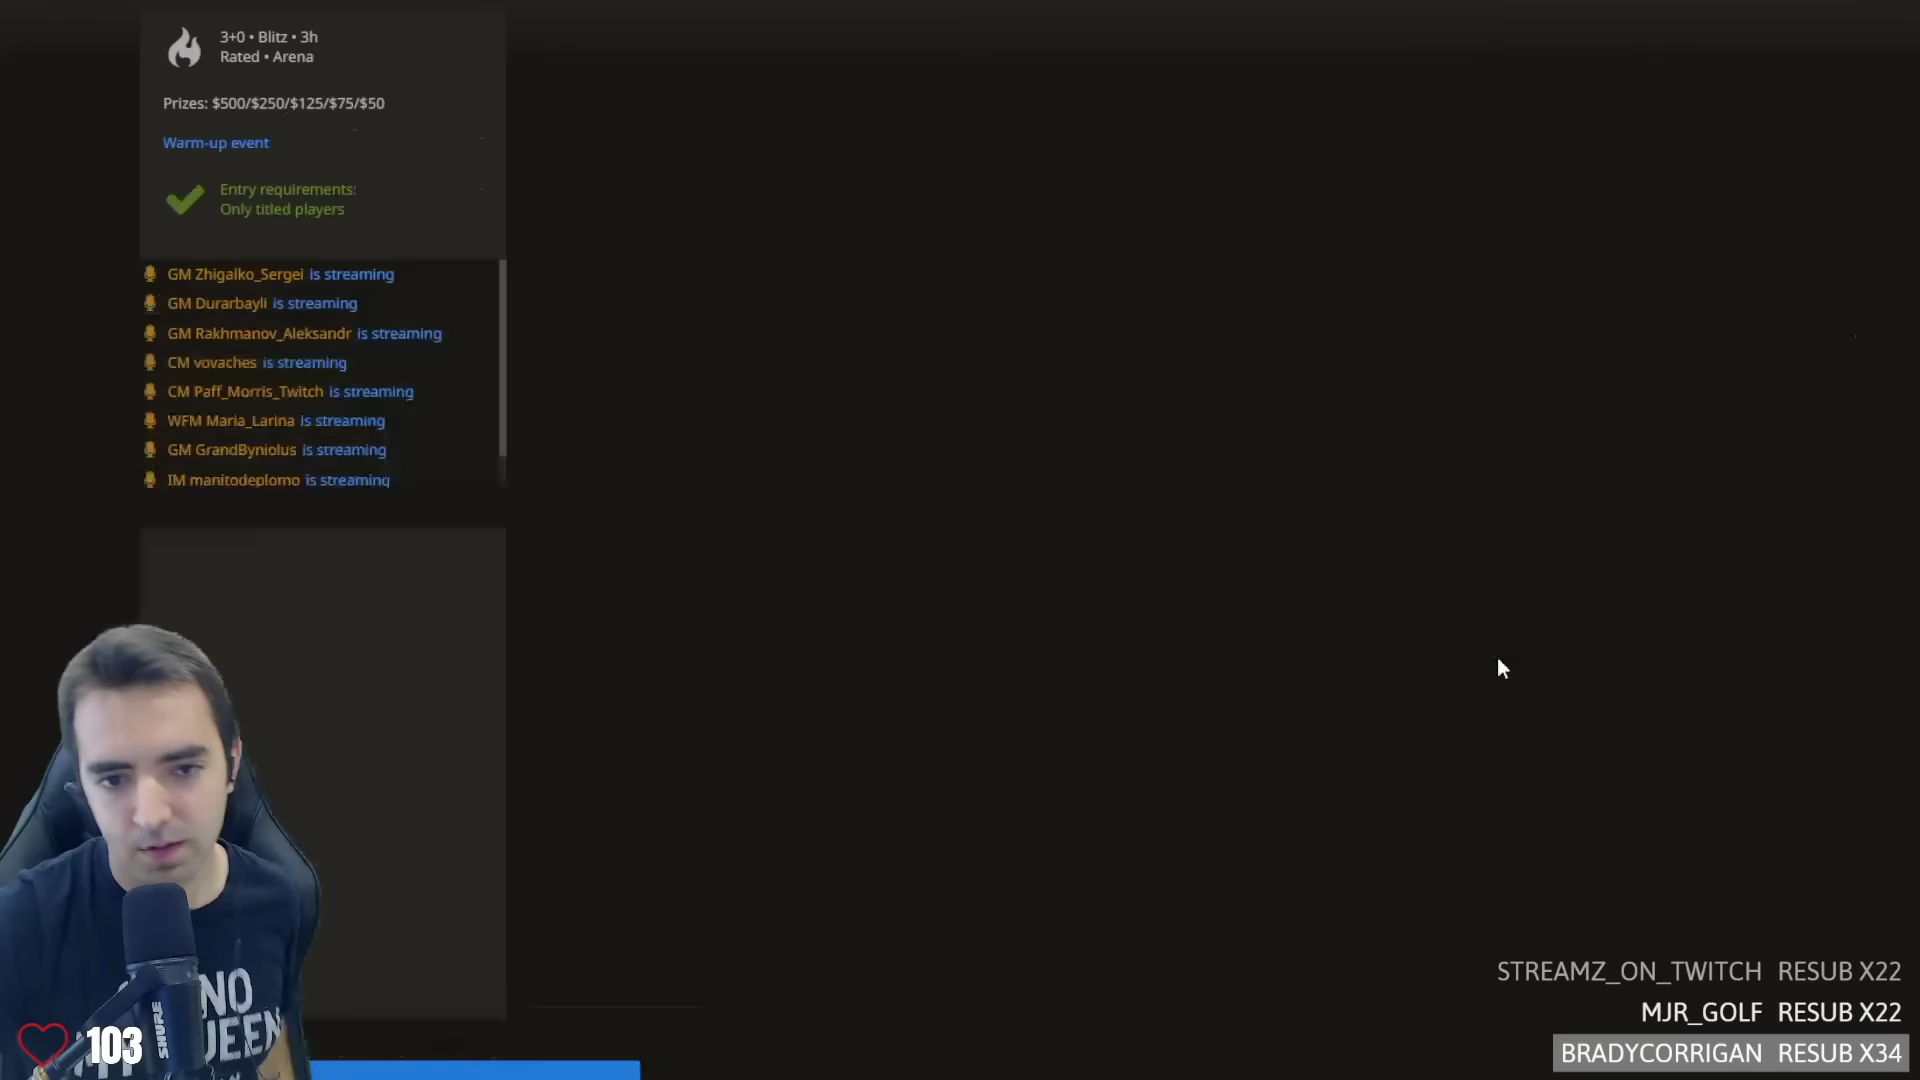 3+0 • Blitz • 3h
Rated • Arena
Prizes: $500/$250/$125/$75/$50
Warm-up event
Entry requirements:
Only titled players
GM Zhigalko_Sergei is streaming
GM Durarbayli is streaming
GM Rakhmanov_Aleksandr is streaming
CM vovaches is streaming
CM Paff_Morris_Twitch is streaming
WFM Maria_Larina is streaming
GM GrandByniolus is streaming
IM manitodeplomo is streaming
NO
UEEN
SHURE
103
STREAMZ_ON_TWITCH RESUB X22
MJR_GOLF RESUB X22
BRADYCORRIGAN RESUB X34